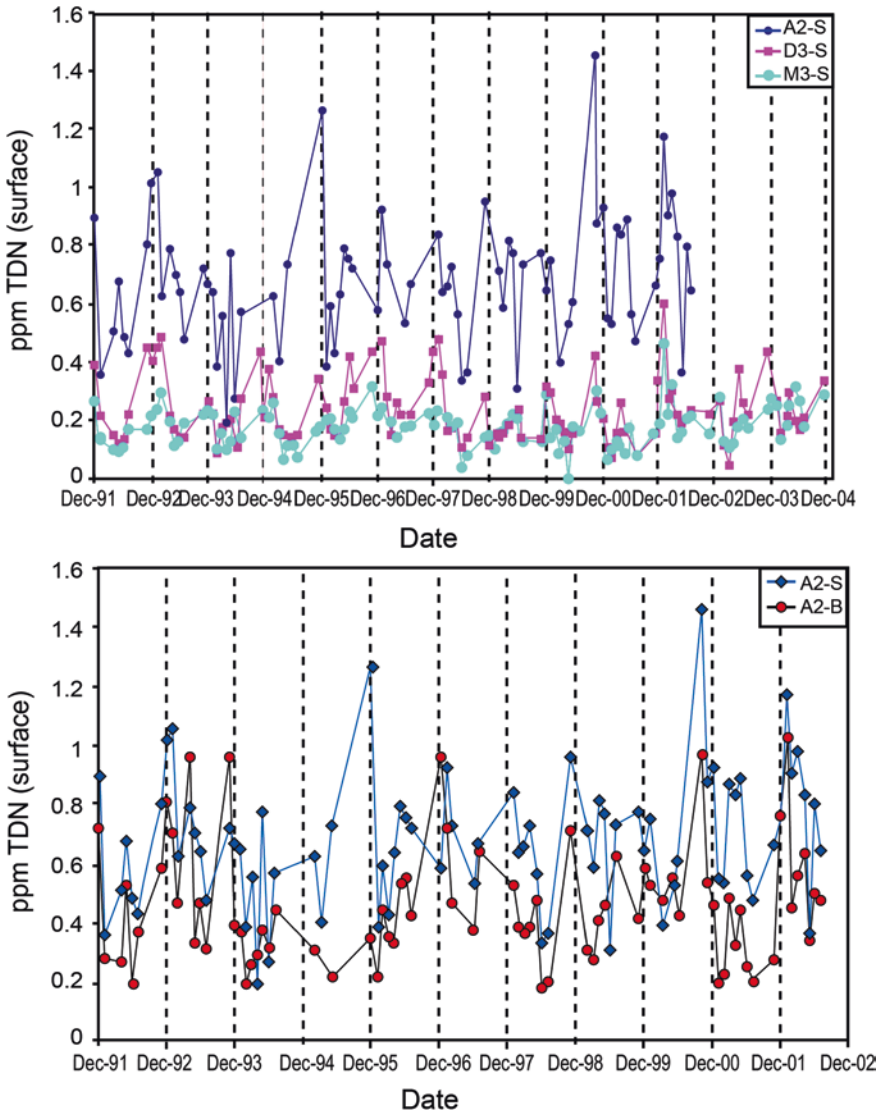 1.6
1.4
1.2
1
0.8
0.6
0.4
0.2
0
ppm TDN (surface)
A2-S
D3-S
M3-S
Dec-91 Dec-92 Dec-93 Dec-94 Dec-95 Dec-96 Dec-97 Dec-98 Dec-99 Dec-00 Dec-01 Dec-02 Dec-03 Dec-04
Date
1.6
1.4
1.2
1
0.8
0.6
0.4
0.2
0
ppm TDN (surface)
A2-S
A2-B
Dec-91 Dec-92 Dec-93 Dec-94 Dec-95 Dec-96 Dec-97 Dec-98 Dec-99 Dec-00 Dec-01 Dec-02
Date